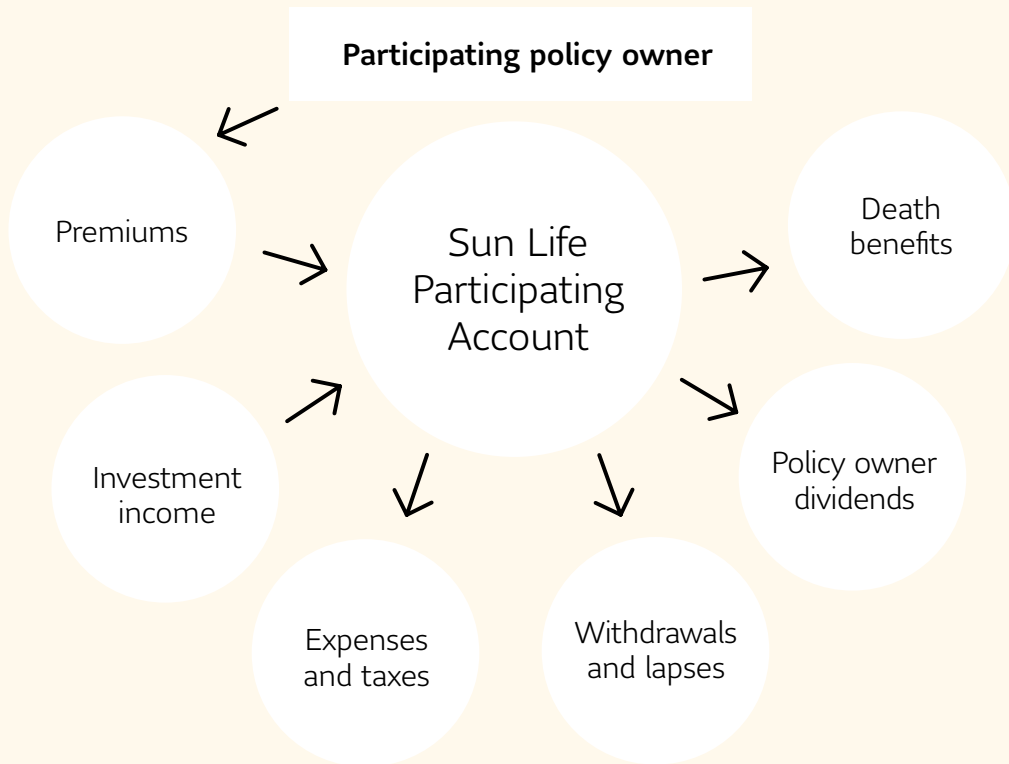 Participating policy owner
Premiums
Sun Life
Participating
Account
Death
benefits
Investment
income
Policy owner
dividends
Expenses
and taxes
Withdrawals
and lapses